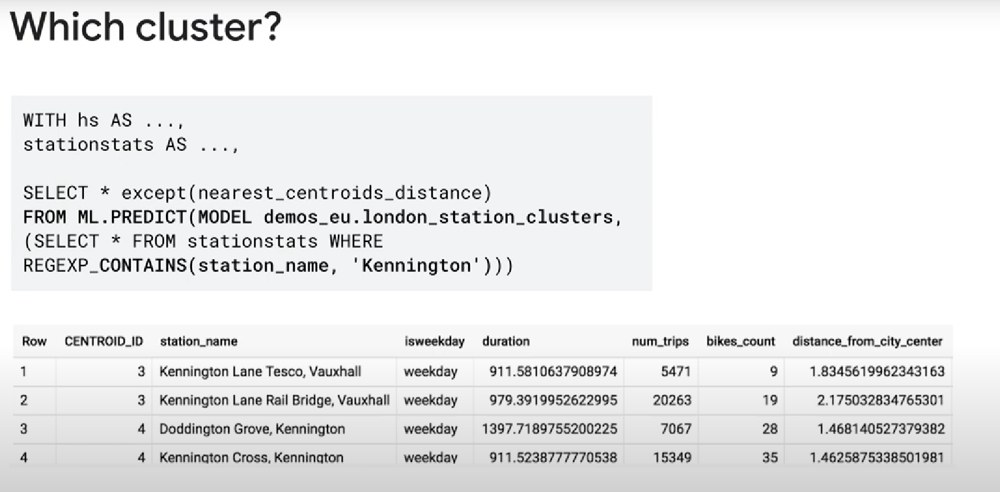 Which cluster?
WITH hs AS ...,
stationstats AS ...,
SELECT * except(nearest_centroids_distance)
FROM ML.PREDICT(MODEL demos_eu.london_station_clusters,
(SELECT * FROM stationstats WHERE
REGEXP_CONTAINS(station_name, 'Kennington')))
Row CENTROID_ID station_name isweekday duration num_trips bikes_count distance_from_city_center
1 3 Kennington Lane Tesco, Vauxhall weekday 911.5810637908974 5471 9 1.8345619962343163
2 3 Kennington Lane Rail Bridge, Vauxhall weekday 979.3919952622995 20263 19 2.175032834765301
3 4 Doddington Grove, Kennington weekday 1397.7189755200225 7067 28 1.468140527379382
4 4 Kennington Cross, Kennington weekday 911.5238777770538 15349 35 1.4625875338501981